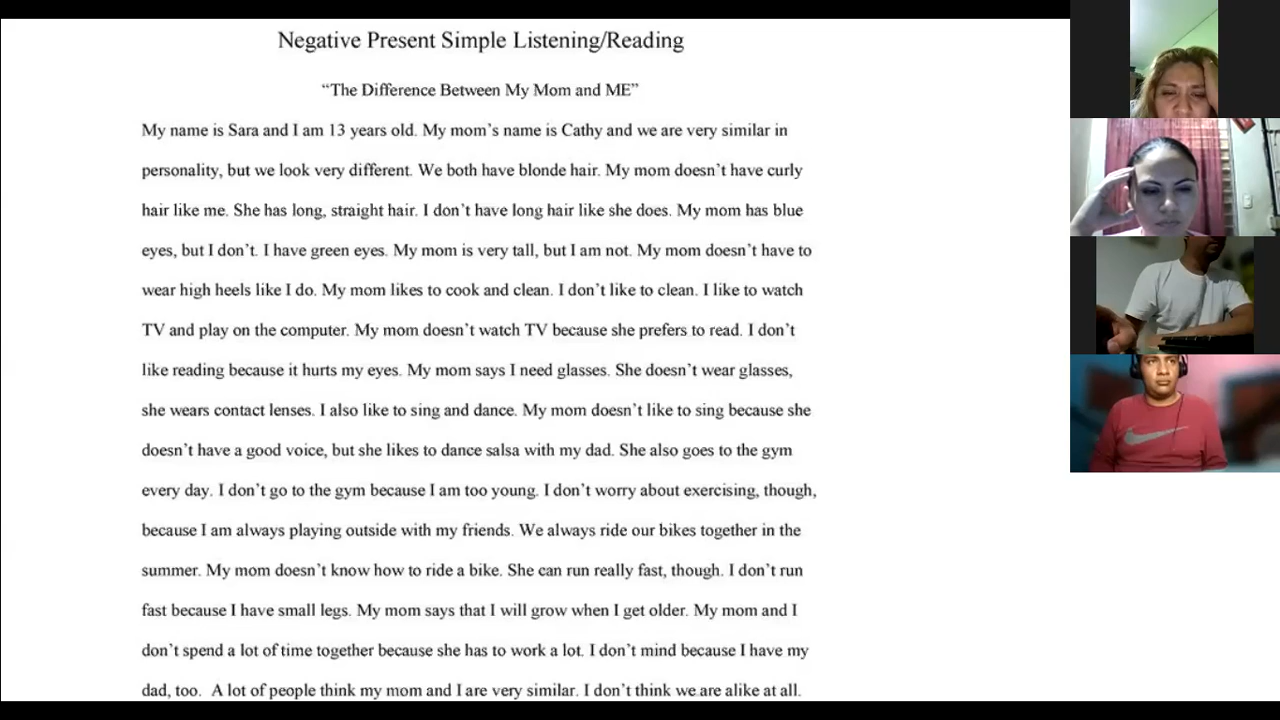 Negative Present Simple Listening/Reading
“The Difference Between My Mom and ME”
My name is Sara and I am 13 years old. My mom’s name is Cathy and we are very similar in
personality, but we look very different. We both have blonde hair. My mom doesn’t have curly
hair like me. She has long, straight hair. I don’t have long hair like she does. My mom has blue
eyes, but I don’t. I have green eyes. My mom is very tall, but I am not. My mom doesn’t have to
wear high heels like I do. My mom likes to cook and clean. I don’t like to clean. I like to watch
TV and play on the computer. My mom doesn’t watch TV because she prefers to read. I don’t
like reading because it hurts my eyes. My mom says I need glasses. She doesn’t wear glasses,
she wears contact lenses. I also like to sing and dance. My mom doesn’t like to sing because she
doesn’t have a good voice, but she likes to dance salsa with my dad. She also goes to the gym
every day. I don’t go to the gym because I am too young. I don’t worry about exercising, though,
because I am always playing outside with my friends. We always ride our bikes together in the
summer. My mom doesn’t know how to ride a bike. She can run really fast, though. I don’t run
fast because I have small legs. My mom says that I will grow when I get older. My mom and I
don’t spend a lot of time together because she has to work a lot. I don’t mind because I have my
dad, too.  A lot of people think my mom and I are very similar. I don’t think we are alike at all.